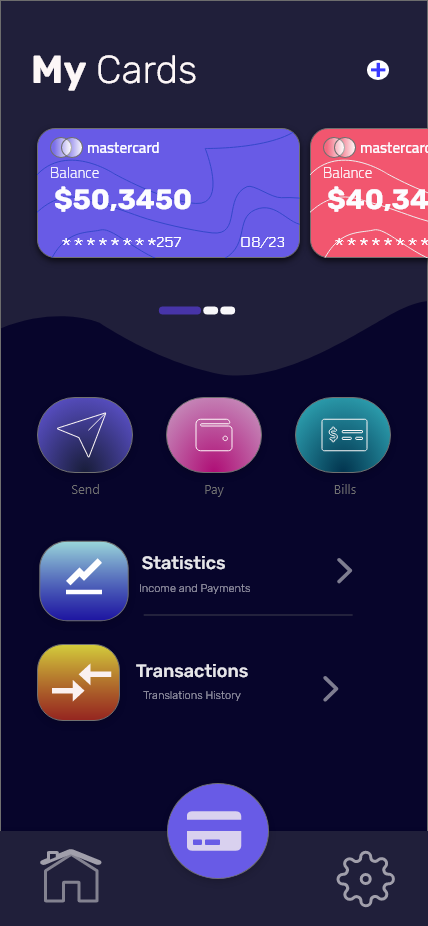 My Cards
mastercard
Balance
$50,3450
********257 08/23
mastercard
Balance
$40,34
********
Send
Pay
Bills
Statistics
Income and Payments
Transactions
Translations History